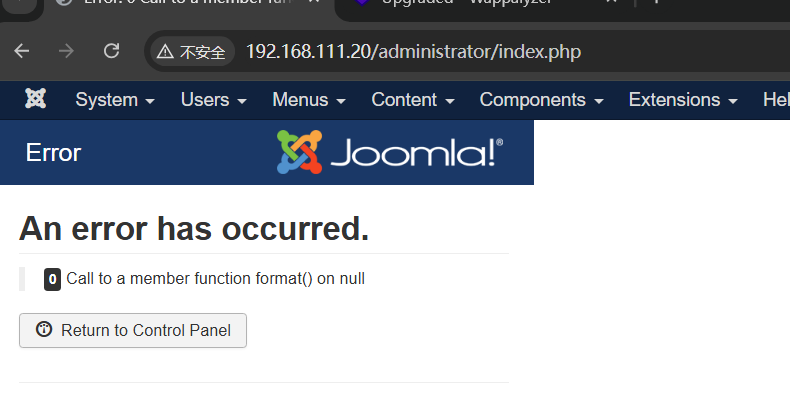 Error: 0 Call to a member fun
Upgraded - Wappalyzer
不安全 192.168.111.20/administrator/index.php
System Users Menus Content Components Extensions Hel
Error Joomla!®
An error has occurred.
0 Call to a member function format() on null
Return to Control Panel